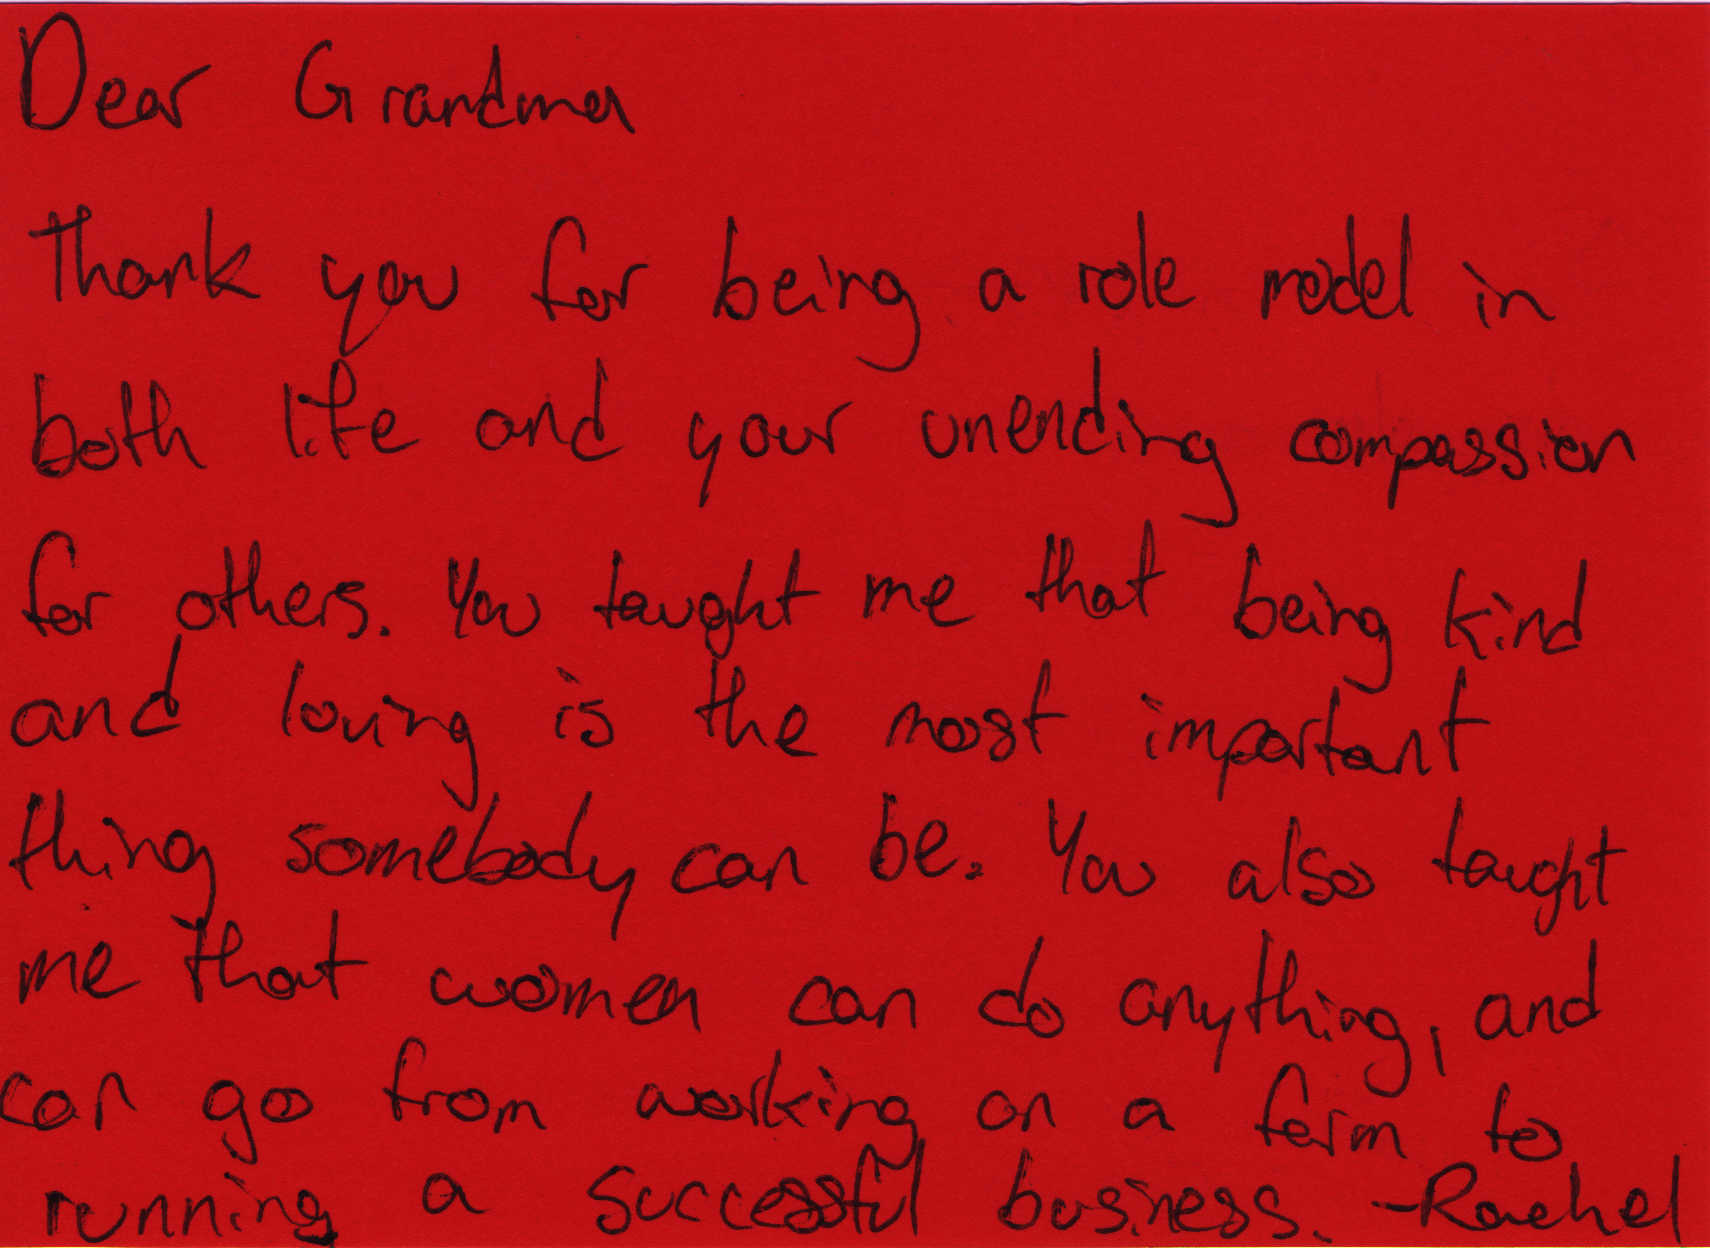 Dear Grandma
Thank you for being a role model in
both life and your unending compassion
for others. You taught me that being kind
and loving is the most important
thing somebody can be. You also taught
me that women can do anything, and
can go from working on a farm to
running a successful business. -Rachel